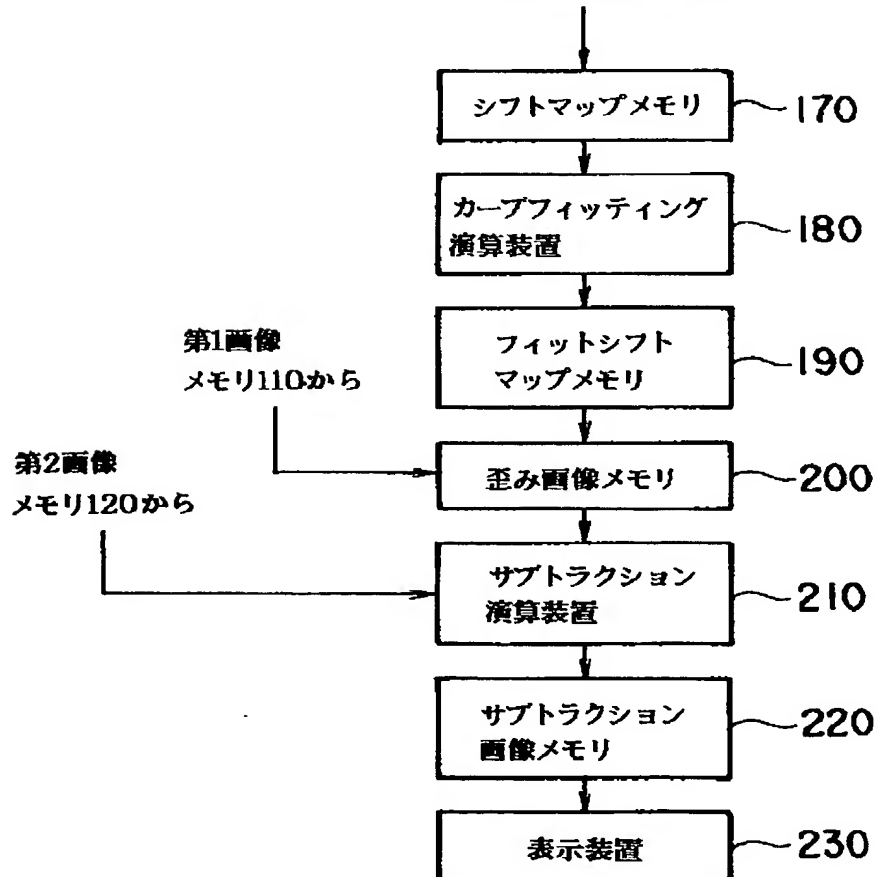 シフトマップメモリ
170
カーブフィッティング
演算装置
180
第1画像
メモリ110から
フィットシフト
マップメモリ
190
第2画像
メモリ120から
歪み画像メモリ
200
サブトラクション
演算装置
210
サブトラクション
画像メモリ
220
表示装置
230